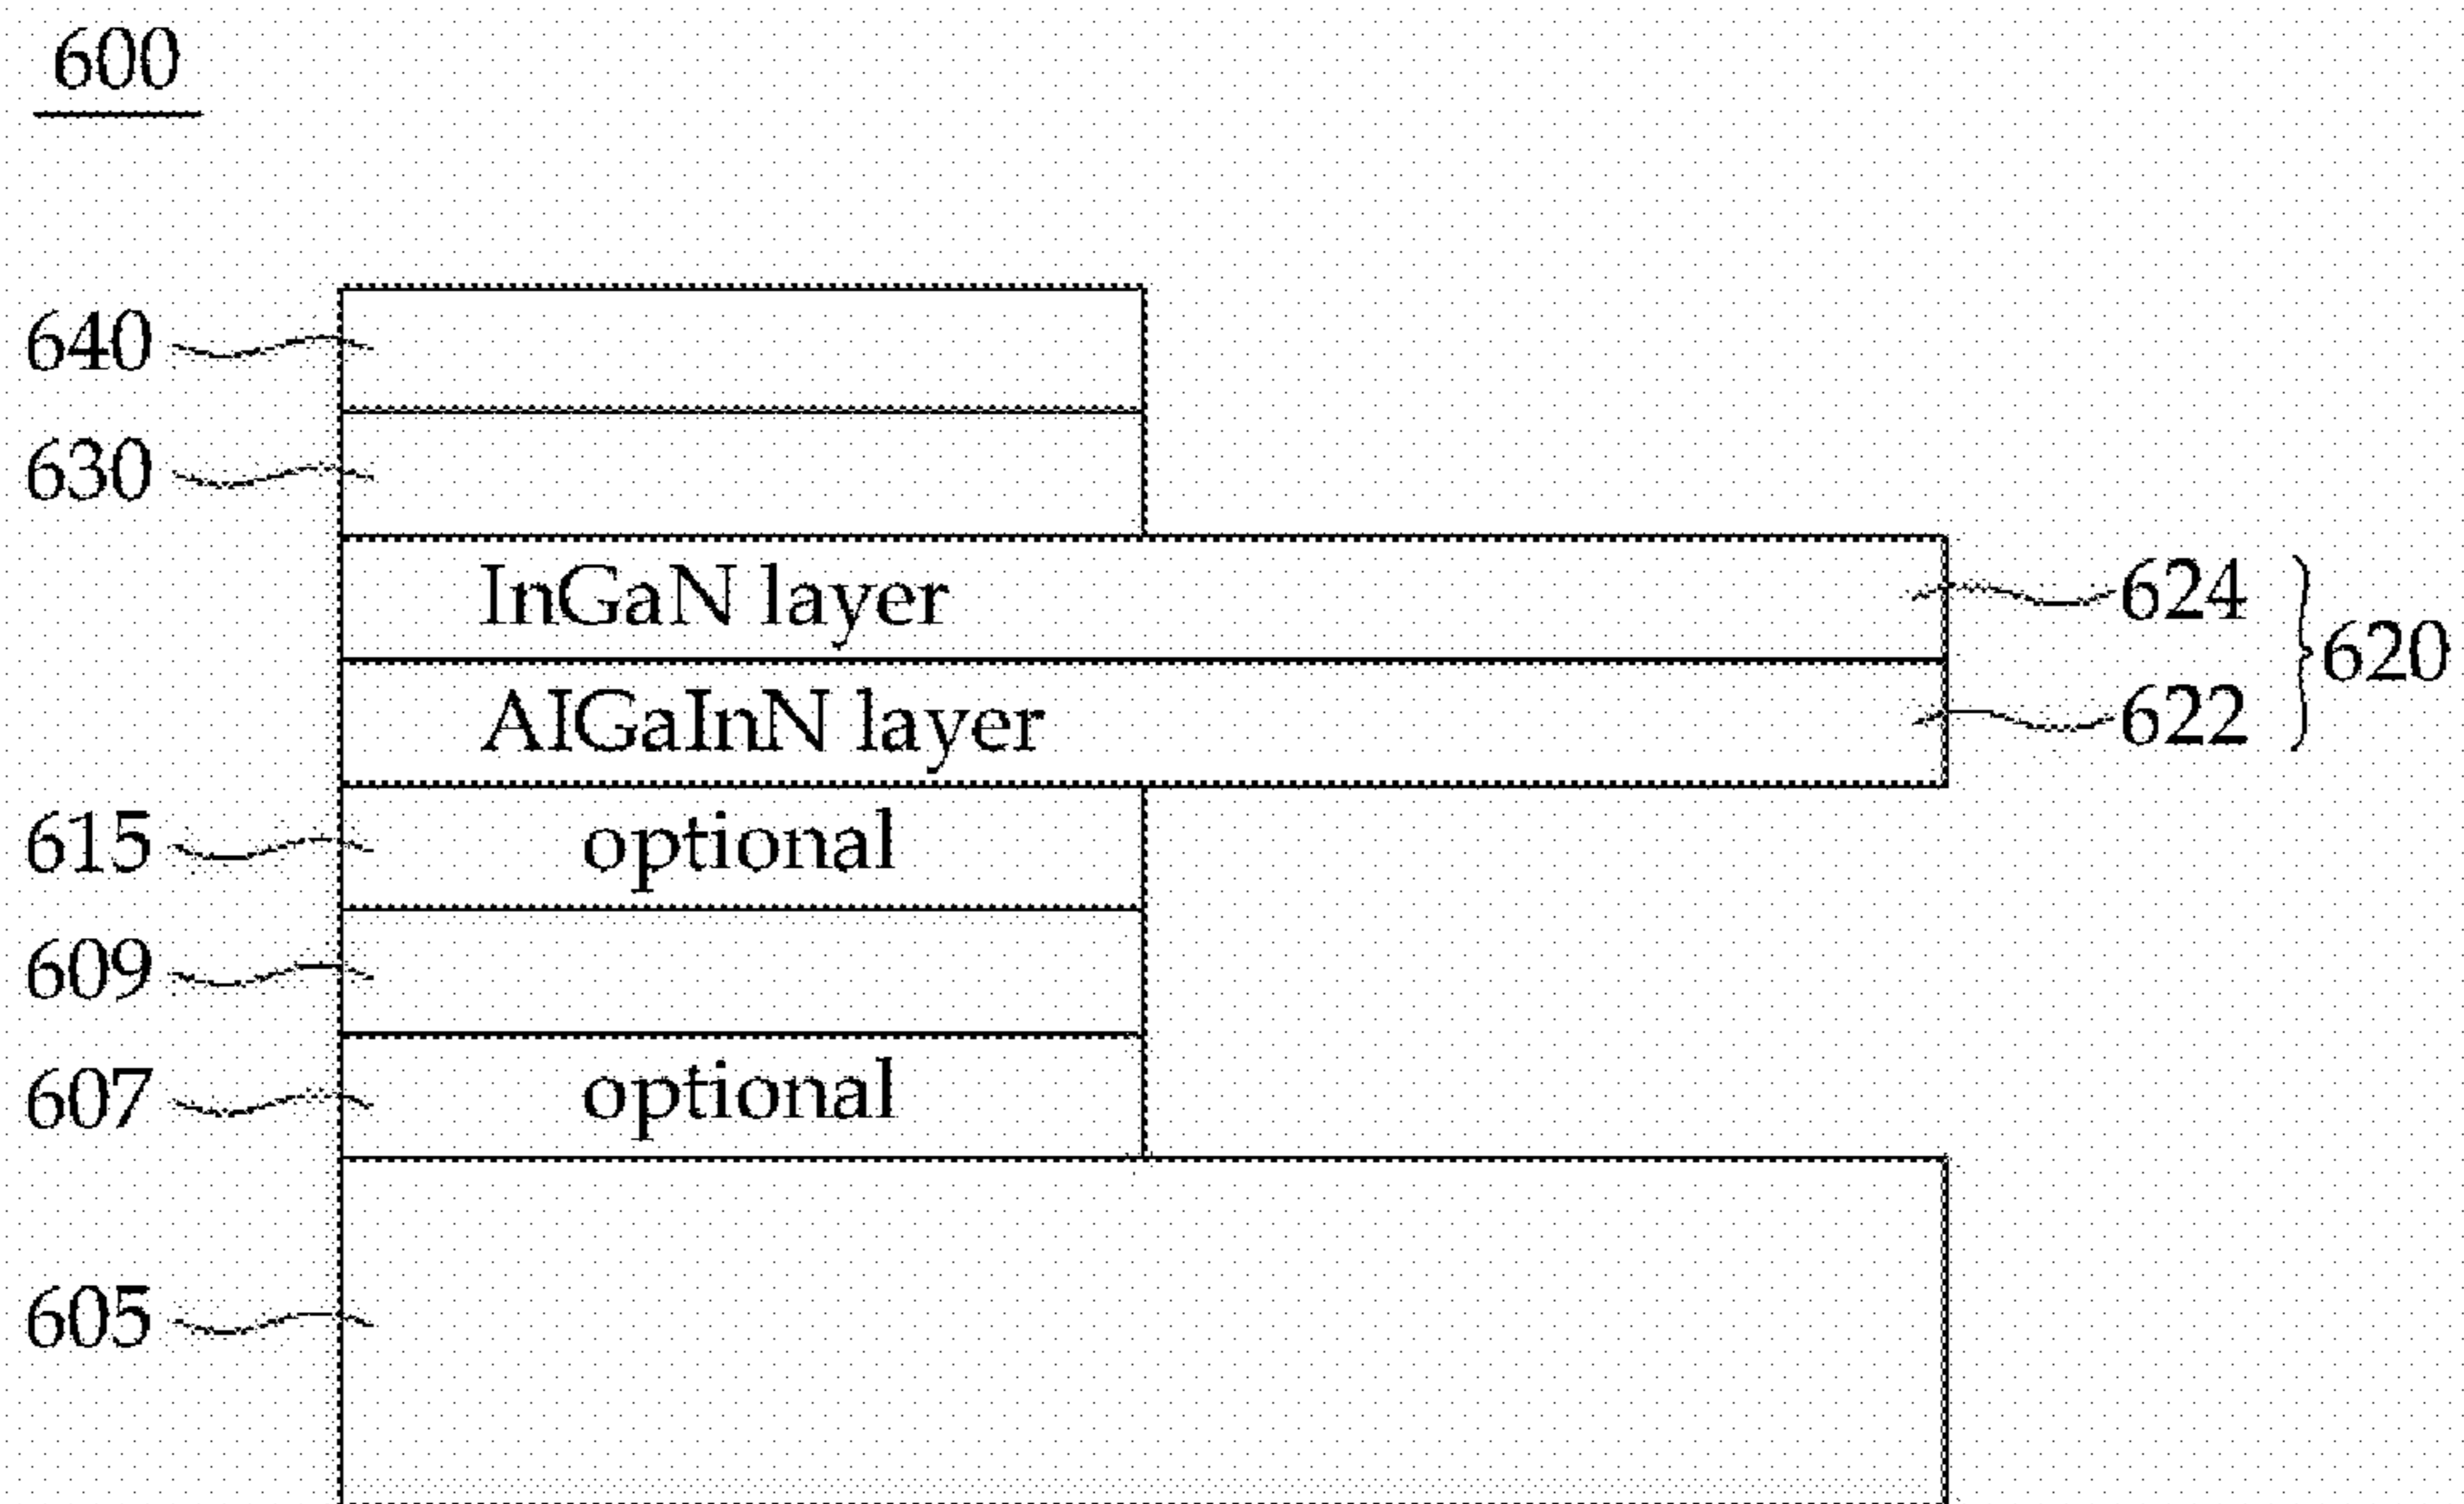 600
640
630
InGaN layer 624
620
AlGaInN layer 622
615 optional
609
607 optional
605